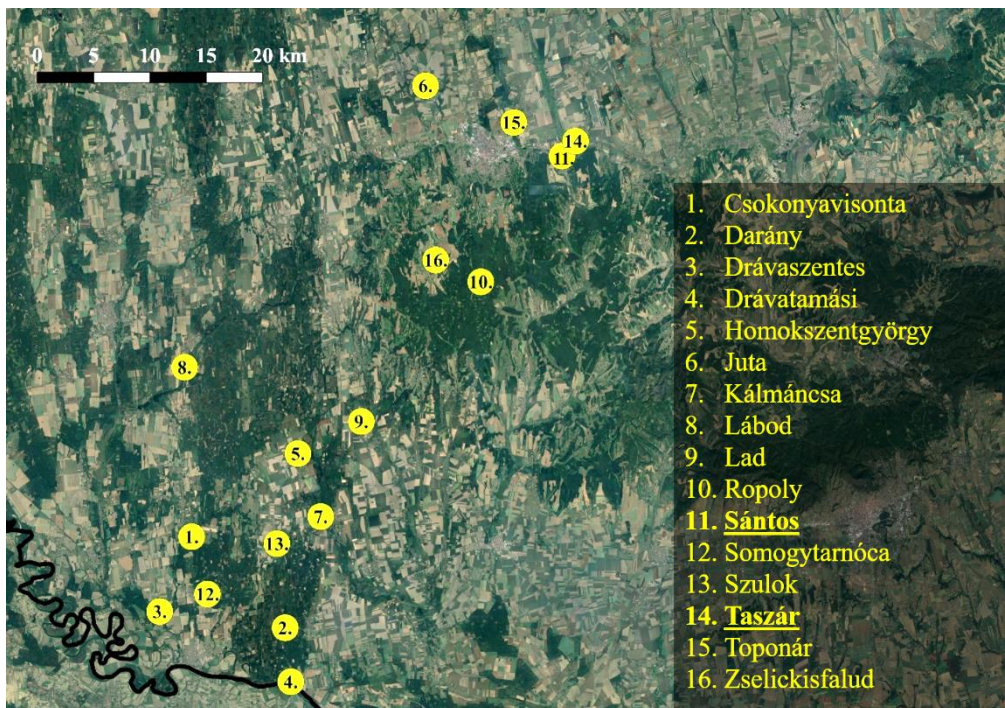 0 5 10 15 20 km
6.
15.
14.
11.
16.
10.
8.
9.
5.
7.
1.
13.
12.
3.
2.
4.
1. Csokonyavisonta
2. Darány
3. Drávaszentes
4. Drávatamási
5. Homokszentgyörgy
6. Juta
7. Kálmáncsa
8. Lábod
9. Lad
10. Ropoly
11. Sántos
12. Somogytarnóca
13. Szulok
14. Taszár
15. Toponár
16. Zselickisfalud